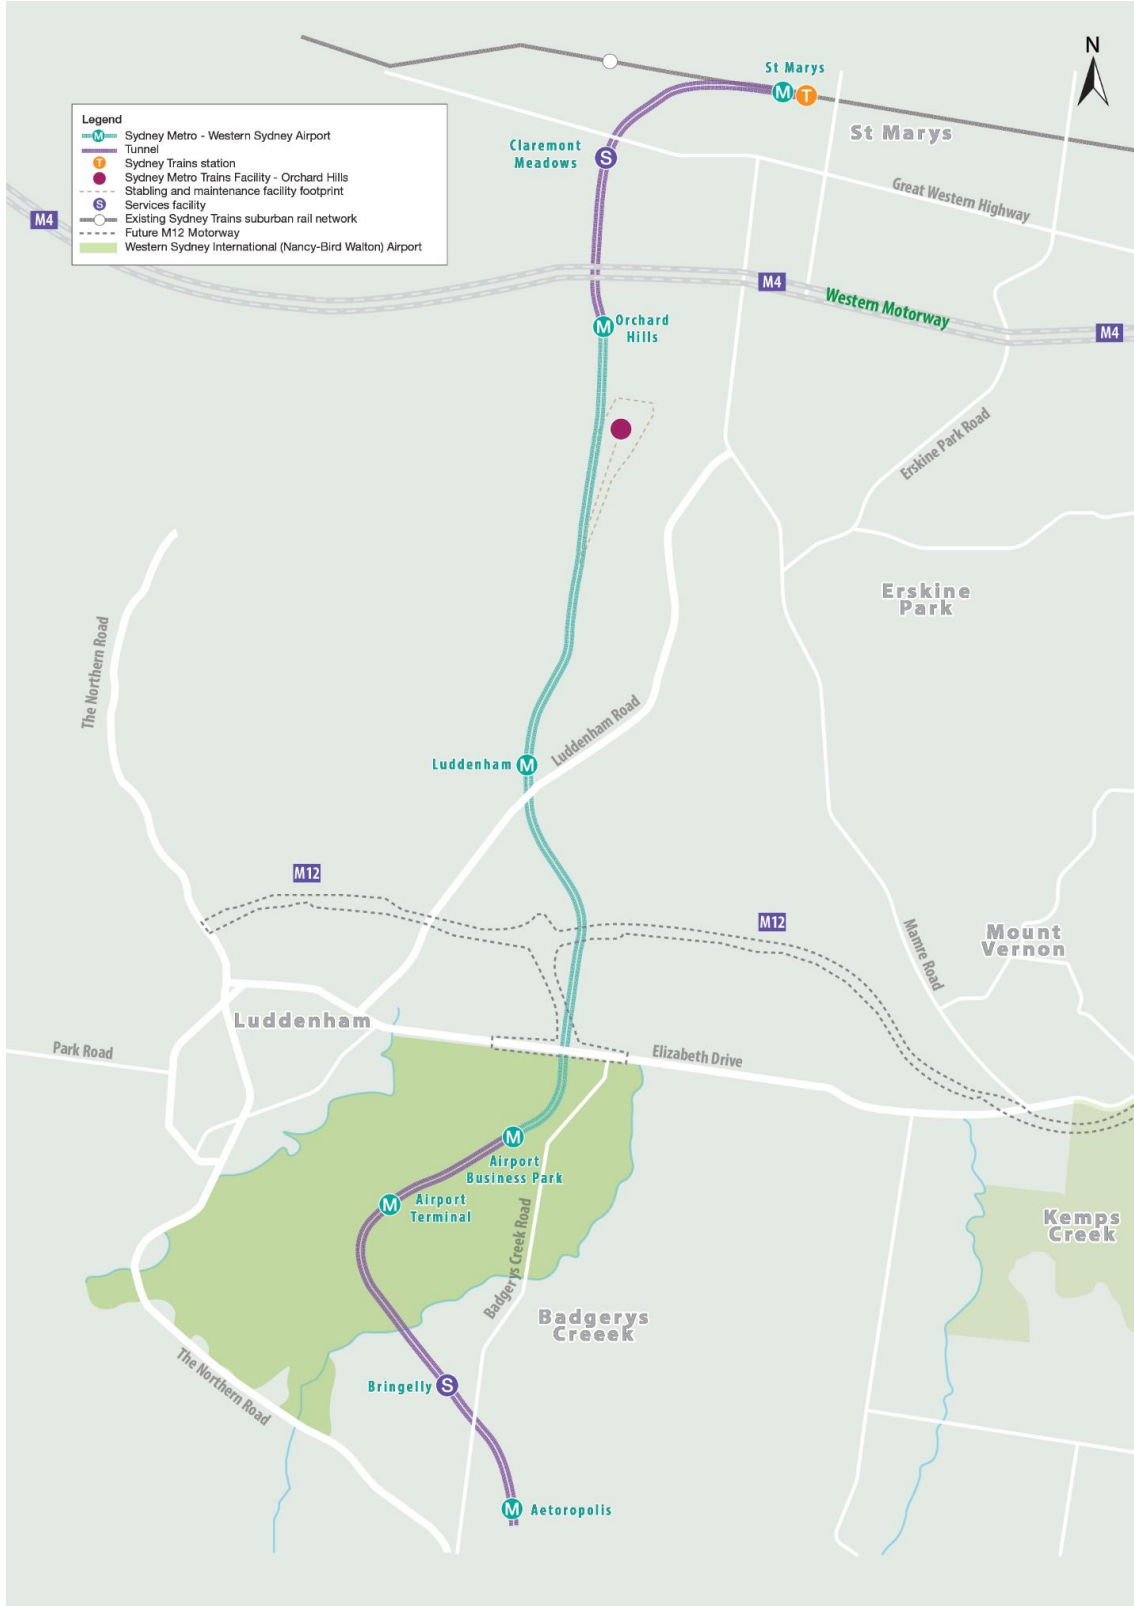 N
St Marys
M
T
St Marys
Legend
M
Sydney Metro - Western Sydney Airport
Tunnel
T
Sydney Trains station
Sydney Metro Trains Facility - Orchard Hills
Stabling and maintenance facility footprint
S
Services facility
Existing Sydney Trains suburban rail network
Future M12 Motorway
Western Sydney International (Nancy-Bird Walton) Airport
Claremont
Meadows
S
Great Western Highway
M4
M4
Western Motorway
M4
M
Orchard
Hills
Erskine Park Road
Erskine
Park
The Northern Road
Luddenham Road
Luddenham
M
M12
M12
Mamre Road
Mount
Vernon
Luddenham
Park Road
Elizabeth Drive
M
Airport
Business Park
M
Airport
Terminal
Badgerys Creek Road
Kemps
Creek
Badgerys
Creeek
The Northern Road
Bringelly
S
M
Aetoropolis